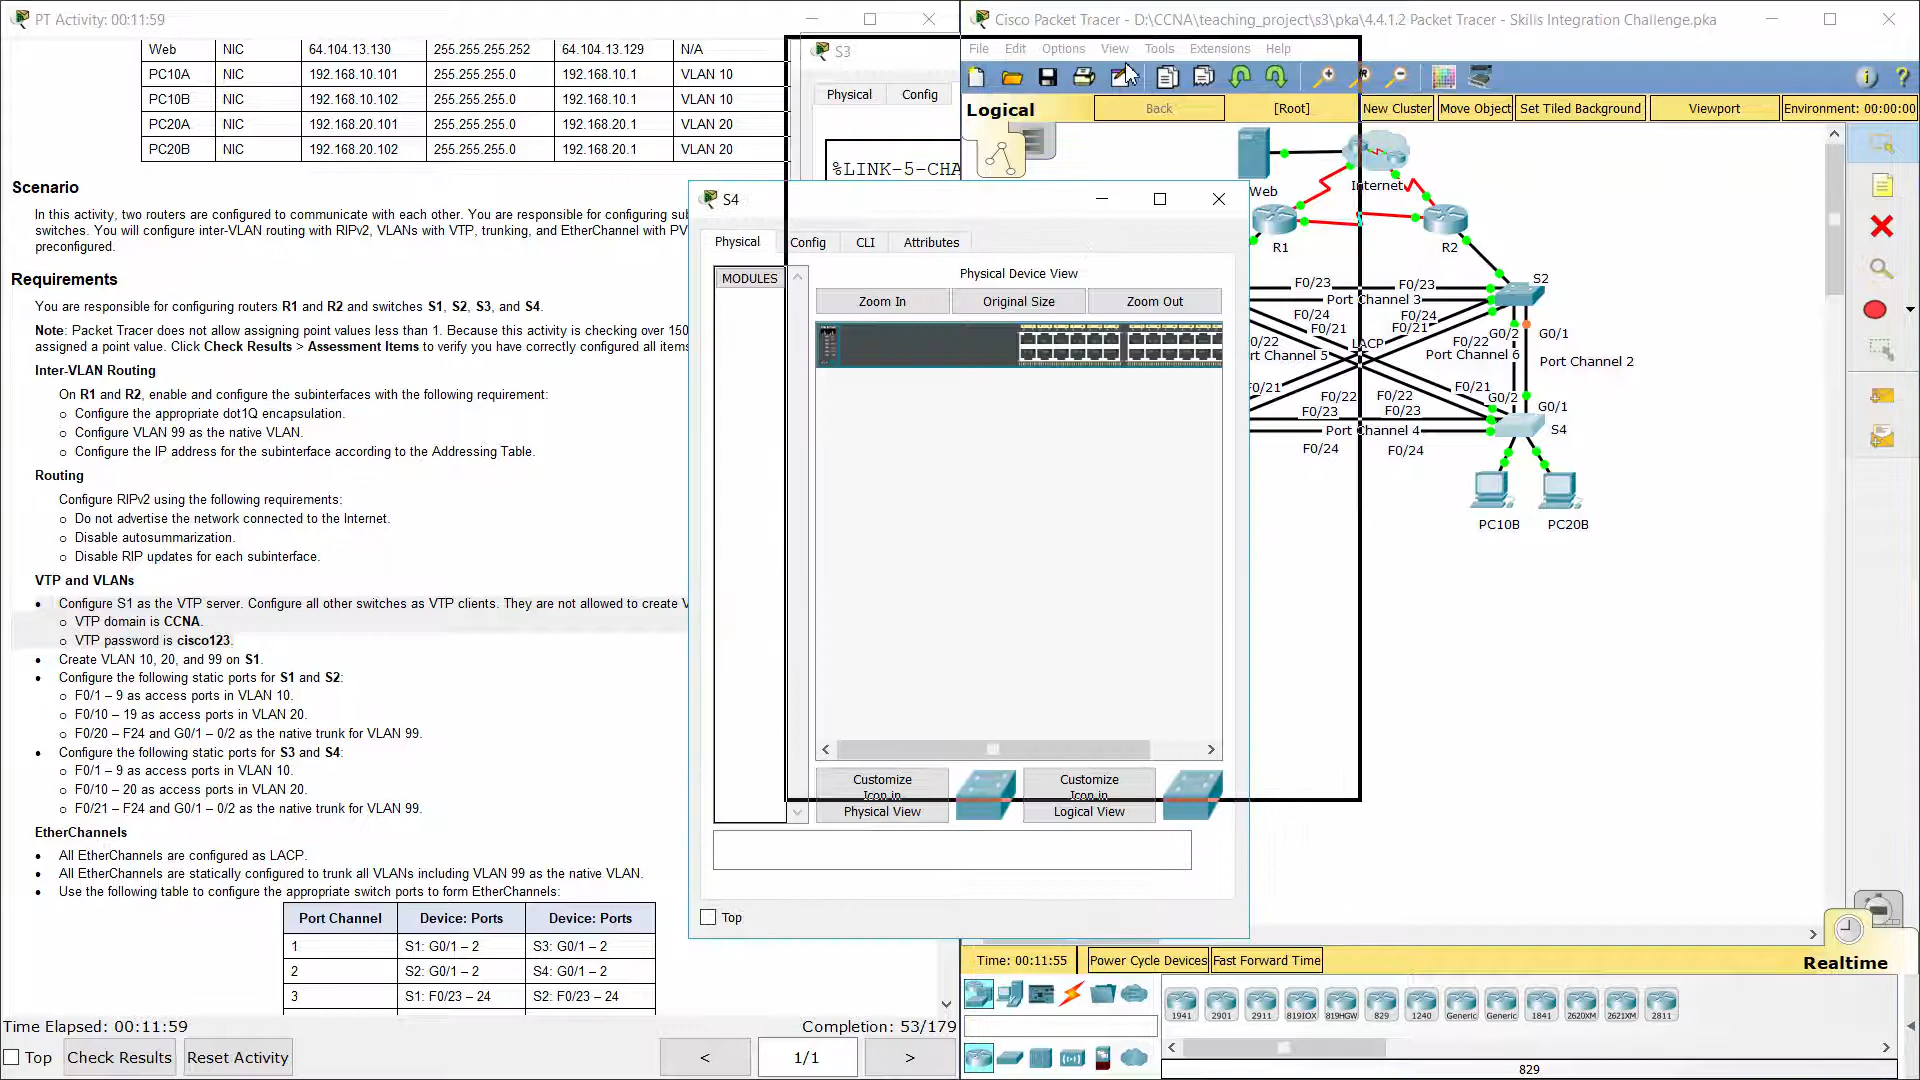 PT Activity: 00:11:59
Web NIC 64.104.13.130 255.255.255.252 64.104.13.129 N/A
PC10A NIC 192.168.10.101 255.255.255.0 192.168.10.1 VLAN 10
PC10B NIC 192.168.10.102 255.255.255.0 192.168.10.1 VLAN 10
PC20A NIC 192.168.20.101 255.255.255.0 192.168.20.1 VLAN 20
PC20B NIC 192.168.20.102 255.255.255.0 192.168.20.1 VLAN 20
Scenario
In this activity, two routers are configured to communicate with each other. You are responsible for configuring su
switches. You will configure inter-VLAN routing with RIPv2, VLANs with VTP, trunking, and EtherChannel with PV
preconfigured.
Requirements
You are responsible for configuring routers R1 and R2 and switches S1, S2, S3, and S4.
Note: Packet Tracer does not allow assigning point values less than 1. Because this activity is checking over 150
assigned a point value. Click Check Results > Assessment Items to verify you have correctly configured all items
Inter-VLAN Routing
On R1 and R2, enable and configure the subinterfaces with the following requirement:
o Configure the appropriate dot1Q encapsulation.
o Configure VLAN 99 as the native VLAN.
o Configure the IP address for the subinterface according to the Addressing Table.
Routing
Configure RIPv2 using the following requirements:
o Do not advertise the network connected to the Internet.
o Disable autosummarization.
o Disable RIP updates for each subinterface.
VTP and VLANs
• Configure S1 as the VTP server. Configure all other switches as VTP clients. They are not allowed to create V
o VTP domain is CCNA.
o VTP password is cisco123.
• Create VLAN 10, 20, and 99 on S1.
• Configure the following static ports for S1 and S2:
o F0/1 – 9 as access ports in VLAN 10.
o F0/10 – 19 as access ports in VLAN 20.
o F0/20 – F24 and G0/1 – 0/2 as the native trunk for VLAN 99.
• Configure the following static ports for S3 and S4:
o F0/1 – 9 as access ports in VLAN 10.
o F0/10 – 20 as access ports in VLAN 20.
o F0/21 – F24 and G0/1 – 0/2 as the native trunk for VLAN 99.
EtherChannels
• All EtherChannels are configured as LACP.
• All EtherChannels are statically configured to trunk all VLANs including VLAN 99 as the native VLAN.
• Use the following table to configure the appropriate switch ports to form EtherChannels:
Port Channel Device: Ports Device: Ports
1 S1: G0/1 – 2 S3: G0/1 – 2
2 S2: G0/1 – 2 S4: G0/1 – 2
3 S1: F0/23 – 24 S2: F0/23 – 24
Time Elapsed: 00:11:59
Completion: 53/179
Top
Check Results
Reset Activity
<
1/1
>
S3
Physical Config
%LINK-5-CHA
S4
Physical Config CLI Attributes
MODULES
Physical Device View
Zoom In Original Size Zoom Out
Customize
Icon in
Physical View
Customize
Icon in
Logical View
Top
Cisco Packet Tracer - D:\CCNA\teaching_project\s3\pka\4.4.1.2 Packet Tracer - Skills Integration Challenge.pka
File Edit Options View Tools Extensions Help
Logical Back [Root] New Cluster Move Object Set Tiled Background Viewport Environment: 00:00:00
Web
Internet
R1
R2
S2
F0/23 F0/23
Port Channel 3
F0/24 F0/24
F0/21 F0/21
G0/2 G0/1
0/22 LACP F0/22
rt Channel 5 Port Channel 6
Port Channel 2
F0/21 F0/21
F0/22 F0/22 G0/2
F0/23 F0/23 G0/1
Port Channel 4 S4
F0/24 F0/24
PC10B PC20B
Time: 00:11:55 Power Cycle Devices Fast Forward Time
Realtime
1941 2901 2911 819IOX 819HGW 829 1240 Generic Generic 1841 2620XM 2621XM 2811
829